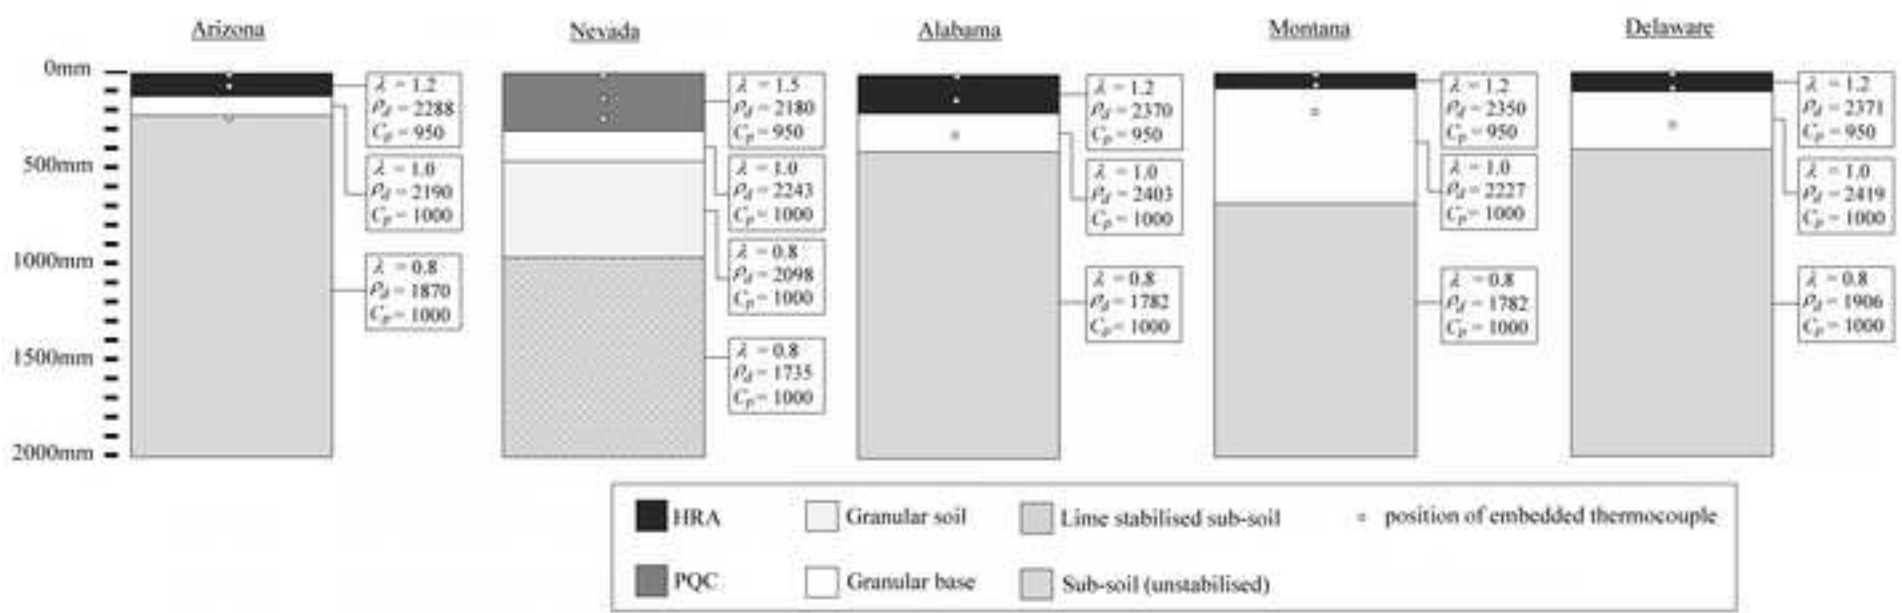 Arizona
Nevada
Alabama
Montana
Delaware
0mm
500mm
1000mm
1500mm
2000mm
λ = 1.2
ρd = 2288
Cp = 950
λ = 1.0
ρd = 2190
Cp = 1000
λ = 0.8
ρd = 1870
Cp = 1000
λ = 1.5
ρd = 2180
Cp = 950
λ = 1.0
ρd = 2243
Cp = 1000
λ = 0.8
ρd = 2098
Cp = 1000
λ = 0.8
ρd = 1735
Cp = 1000
λ = 1.2
ρd = 2370
Cp = 950
λ = 1.0
ρd = 2403
Cp = 1000
λ = 0.8
ρd = 1782
Cp = 1000
λ = 1.2
ρd = 2350
Cp = 950
λ = 1.0
ρd = 2227
Cp = 1000
λ = 0.8
ρd = 1782
Cp = 1000
λ = 1.2
ρd = 2371
Cp = 950
λ = 1.0
ρd = 2419
Cp = 1000
λ = 0.8
ρd = 1906
Cp = 1000
HRA
Granular soil
Lime stabilised sub-soil
position of embedded thermocouple
PQC
Granular base
Sub-soil (unstabilised)